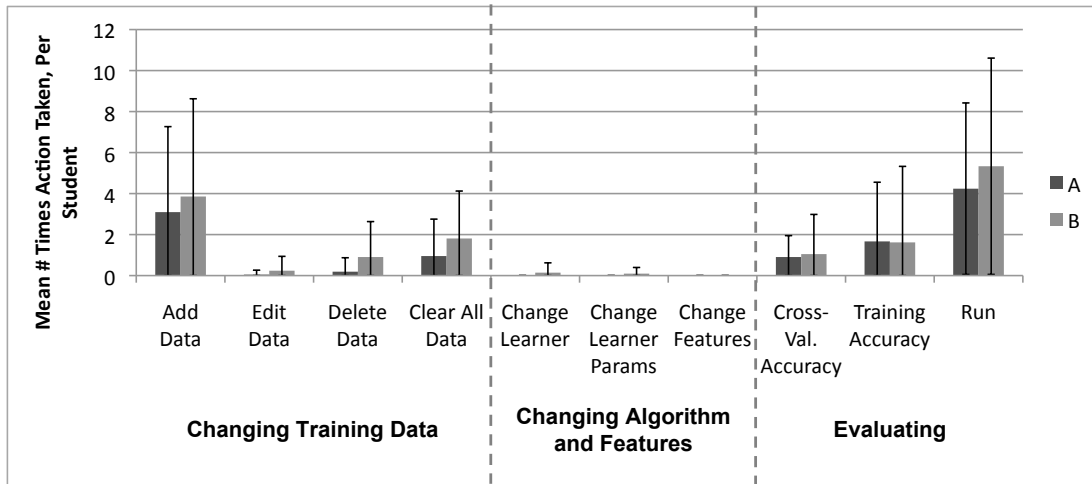 Mean # Times Action Taken, Per
Student
12
10
8
6
4
2
0
Add
Data
Edit
Data
Delete
Data
Clear All
Data
Change
Learner
Change
Learner
Params
Change
Features
Cross-
Val.
Accuracy
Training
Accuracy
Run
A
B
Changing Training Data
Changing Algorithm
and Features
Evaluating